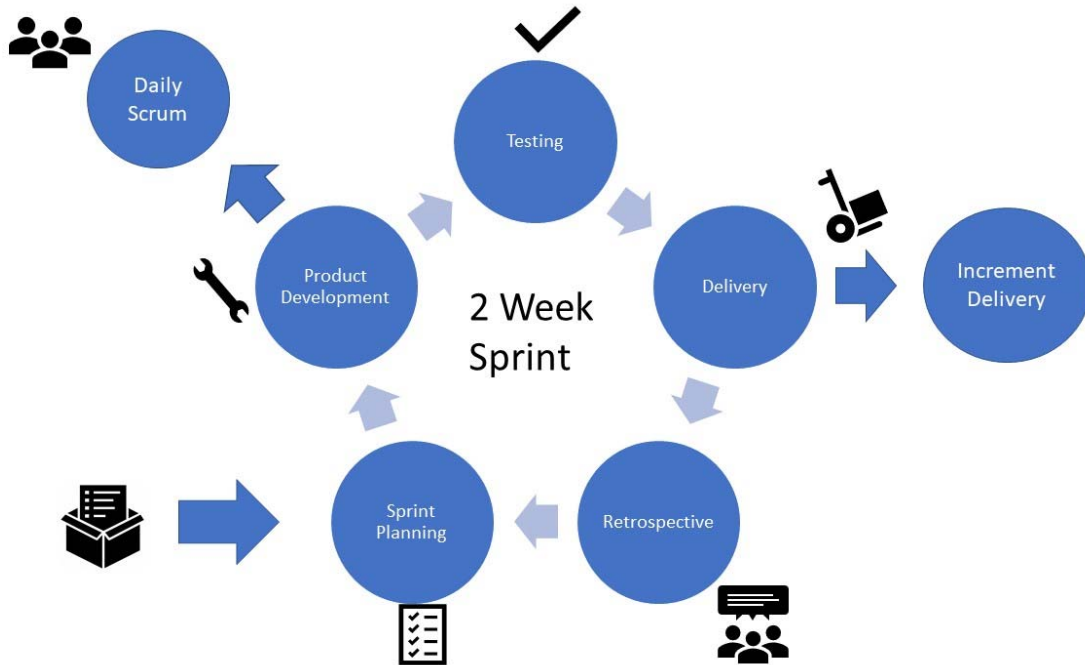 Daily
Scrum
Testing
Product
Development
2 Week
Sprint
Delivery
Increment
Delivery
Sprint
Planning
Retrospective